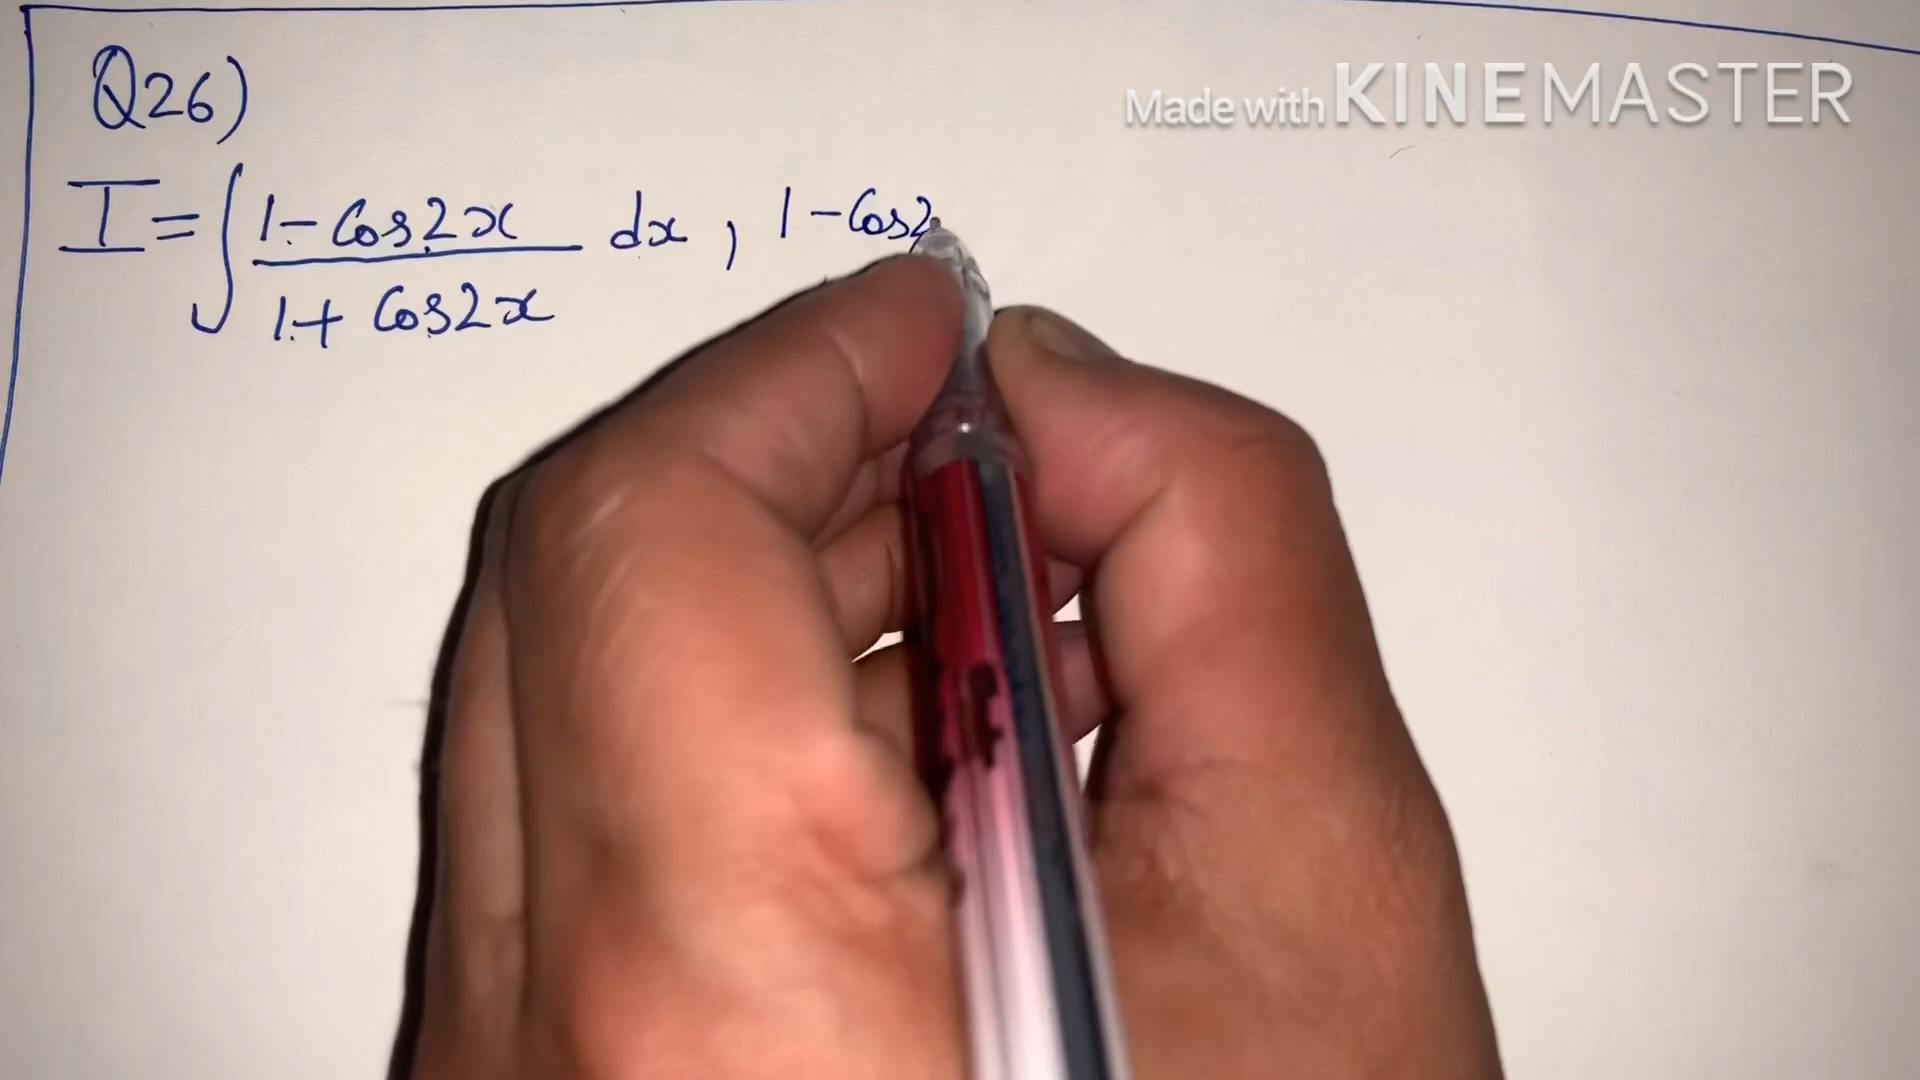 Q26)
Made with KINEMASTER
I = ∫ 1 - Cos2x / 1 + Cos2x dx , 1 - Cos2